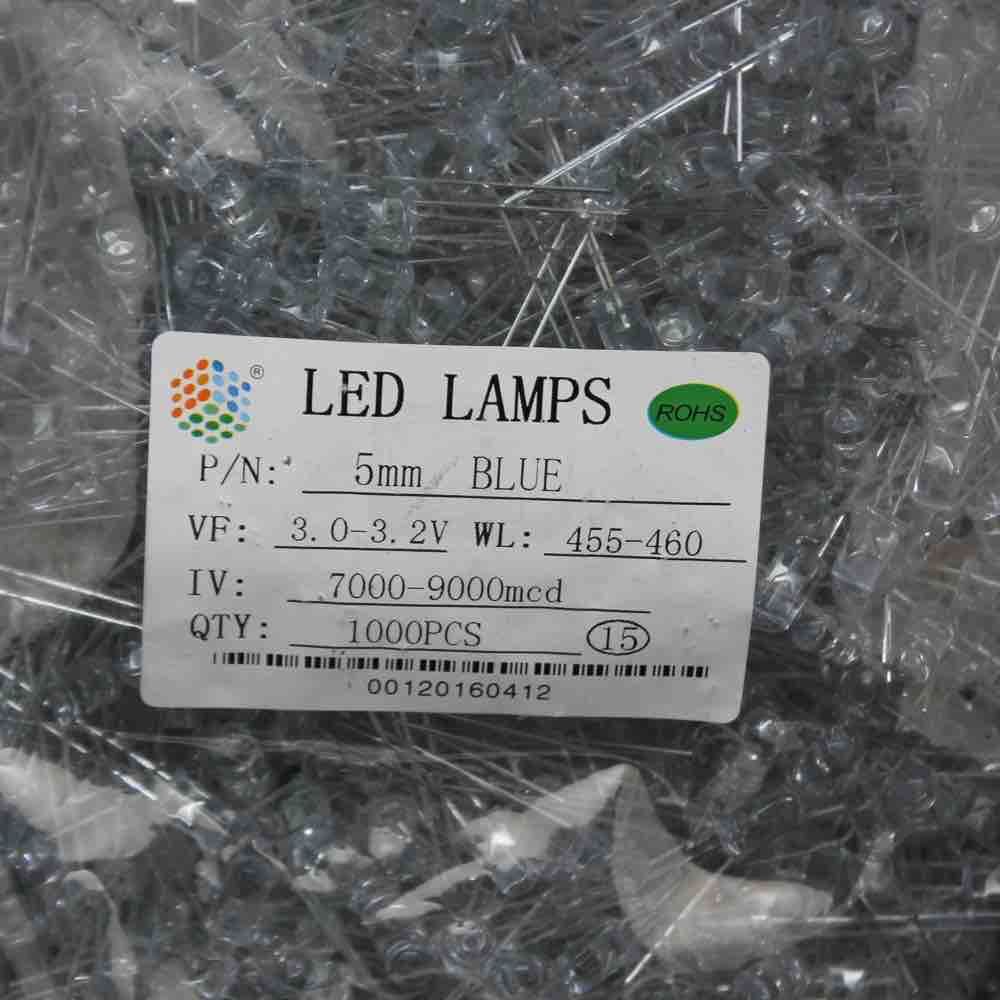 ® LED LAMPS ROHS
P/N: 5mm BLUE
VF: 3.0-3.2V WL: 455-460
IV: 7000-9000mcd
QTY: 1000PCS 15
00120160412